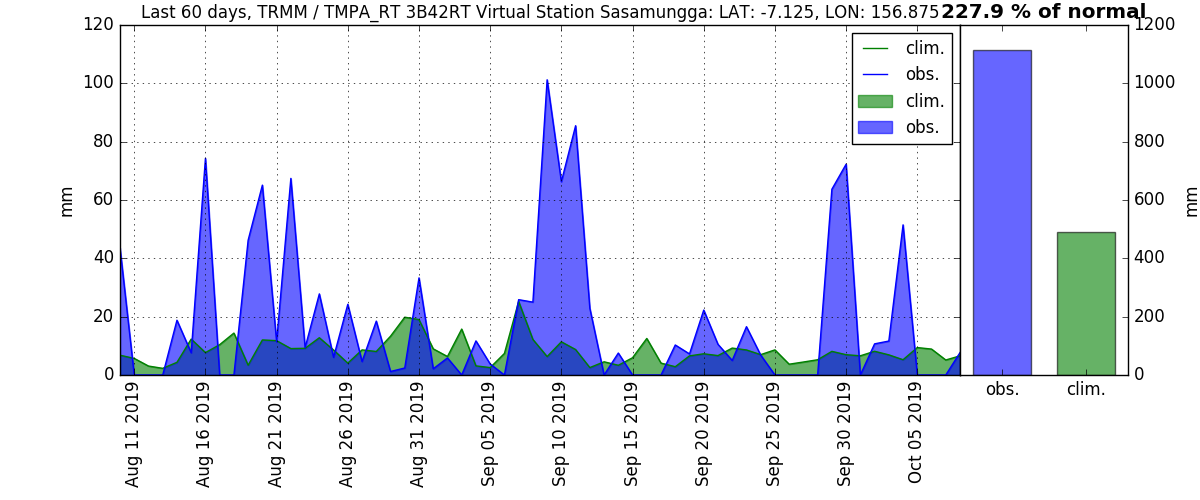 Last 60 days, TRMM / TMPA_RT 3B42RT Virtual Station Sasamungga: LAT: -7.125, LON: 156.875
227.9 % of normal
clim.
obs.
clim.
obs.
120
100
80
60
40
20
0
mm
Aug 11 2019
Aug 16 2019
Aug 21 2019
Aug 26 2019
Aug 31 2019
Sep 05 2019
Sep 10 2019
Sep 15 2019
Sep 20 2019
Sep 25 2019
Sep 30 2019
Oct 05 2019
1200
1000
800
600
400
200
0
mm
obs.
clim.